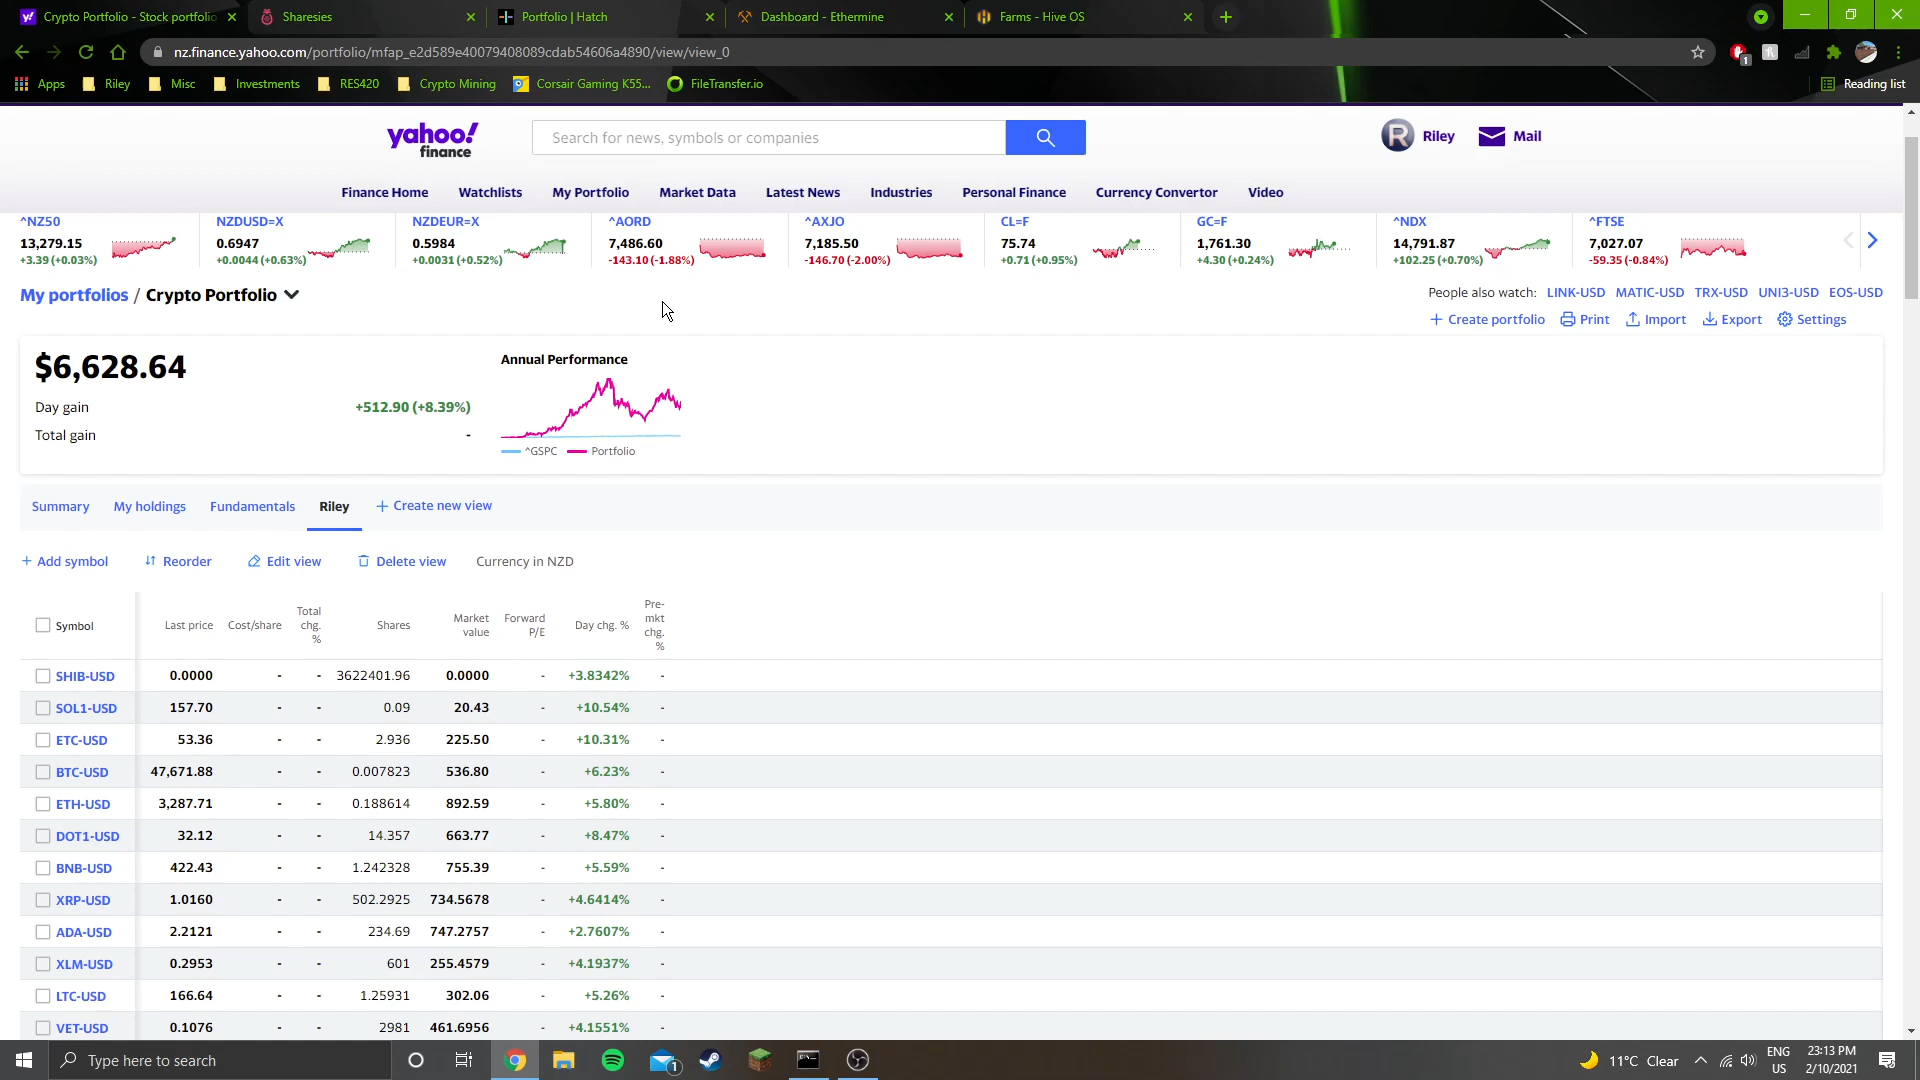 Crypto Portfolio - Stock portfolio
Sharesies
Portfolio | Hatch
Dashboard - Ethermine
Farms - Hive OS
nz.finance.yahoo.com/portfolio/mfap_e2d589e40079408089cdab54606a4890/view/view_0
1
Apps
Riley
Misc
Investments
RES420
Crypto Mining
Corsair Gaming K55...
FileTransfer.io
Reading list
yahoo!
finance
Search for news, symbols or companies
R
Riley
Mail
Finance Home
Watchlists
My Portfolio
Market Data
Latest News
Industries
Personal Finance
Currency Convertor
Video
^NZ50
13,279.15
+3.39 (+0.03%)
NZDUSD=X
0.6947
+0.0044 (+0.63%)
NZDEUR=X
0.5984
+0.0031 (+0.52%)
^AORD
7,486.60
-143.10 (-1.88%)
^AXJO
7,185.50
-146.70 (-2.00%)
CL=F
75.74
+0.71 (+0.95%)
GC=F
1,761.30
+4.30 (+0.24%)
^NDX
14,791.87
+102.25 (+0.70%)
^FTSE
7,027.07
-59.35 (-0.84%)
My portfolios / Crypto Portfolio
People also watch: LINK-USD MATIC-USD TRX-USD UNI3-USD EOS-USD
+ Create portfolio Print Import Export Settings
$6,628.64
Day gain +512.90 (+8.39%)
Total gain -
Annual Performance
^GSPC Portfolio
Summary My holdings Fundamentals Riley + Create new view
+ Add symbol Reorder Edit view Delete view Currency in NZD
Symbol Last price Cost/share Total chg. % Shares Market value Forward P/E Day chg. % Pre-mkt chg. %
SHIB-USD 0.0000 - - 3622401.96 0.0000 - +3.8342% -
SOL1-USD 157.70 - - 0.09 20.43 - +10.54% -
ETC-USD 53.36 - - 2.936 225.50 - +10.31% -
BTC-USD 47,671.88 - - 0.007823 536.80 - +6.23% -
ETH-USD 3,287.71 - - 0.188614 892.59 - +5.80% -
DOT1-USD 32.12 - - 14.357 663.77 - +8.47% -
BNB-USD 422.43 - - 1.242328 755.39 - +5.59% -
XRP-USD 1.0160 - - 502.2925 734.5678 - +4.6414% -
ADA-USD 2.2121 - - 234.69 747.2757 - +2.7607% -
XLM-USD 0.2953 - - 601 255.4579 - +4.1937% -
LTC-USD 166.64 - - 1.25931 302.06 - +5.26% -
VET-USD 0.1076 - - 2981 461.6956 - +4.1551% -
Type here to search
1
11°C Clear
ENG
US
23:13 PM
2/10/2021